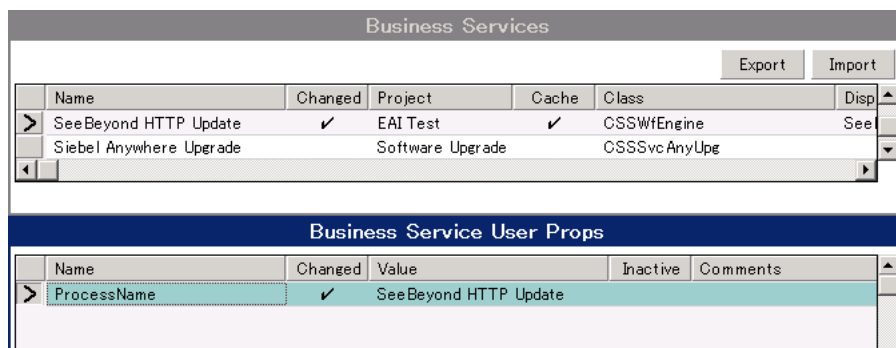 Business Services
Export Import
Name Changed Project Cache Class Disp
SeeBeyond HTTP Update ✔ EAI Test ✔ CSSWfEngine Seel
Siebel Anywhere Upgrade Software Upgrade CSSSvcAnyUpg
Business Service User Props
Name Changed Value Inactive Comments
ProcessName ✔ SeeBeyond HTTP Update